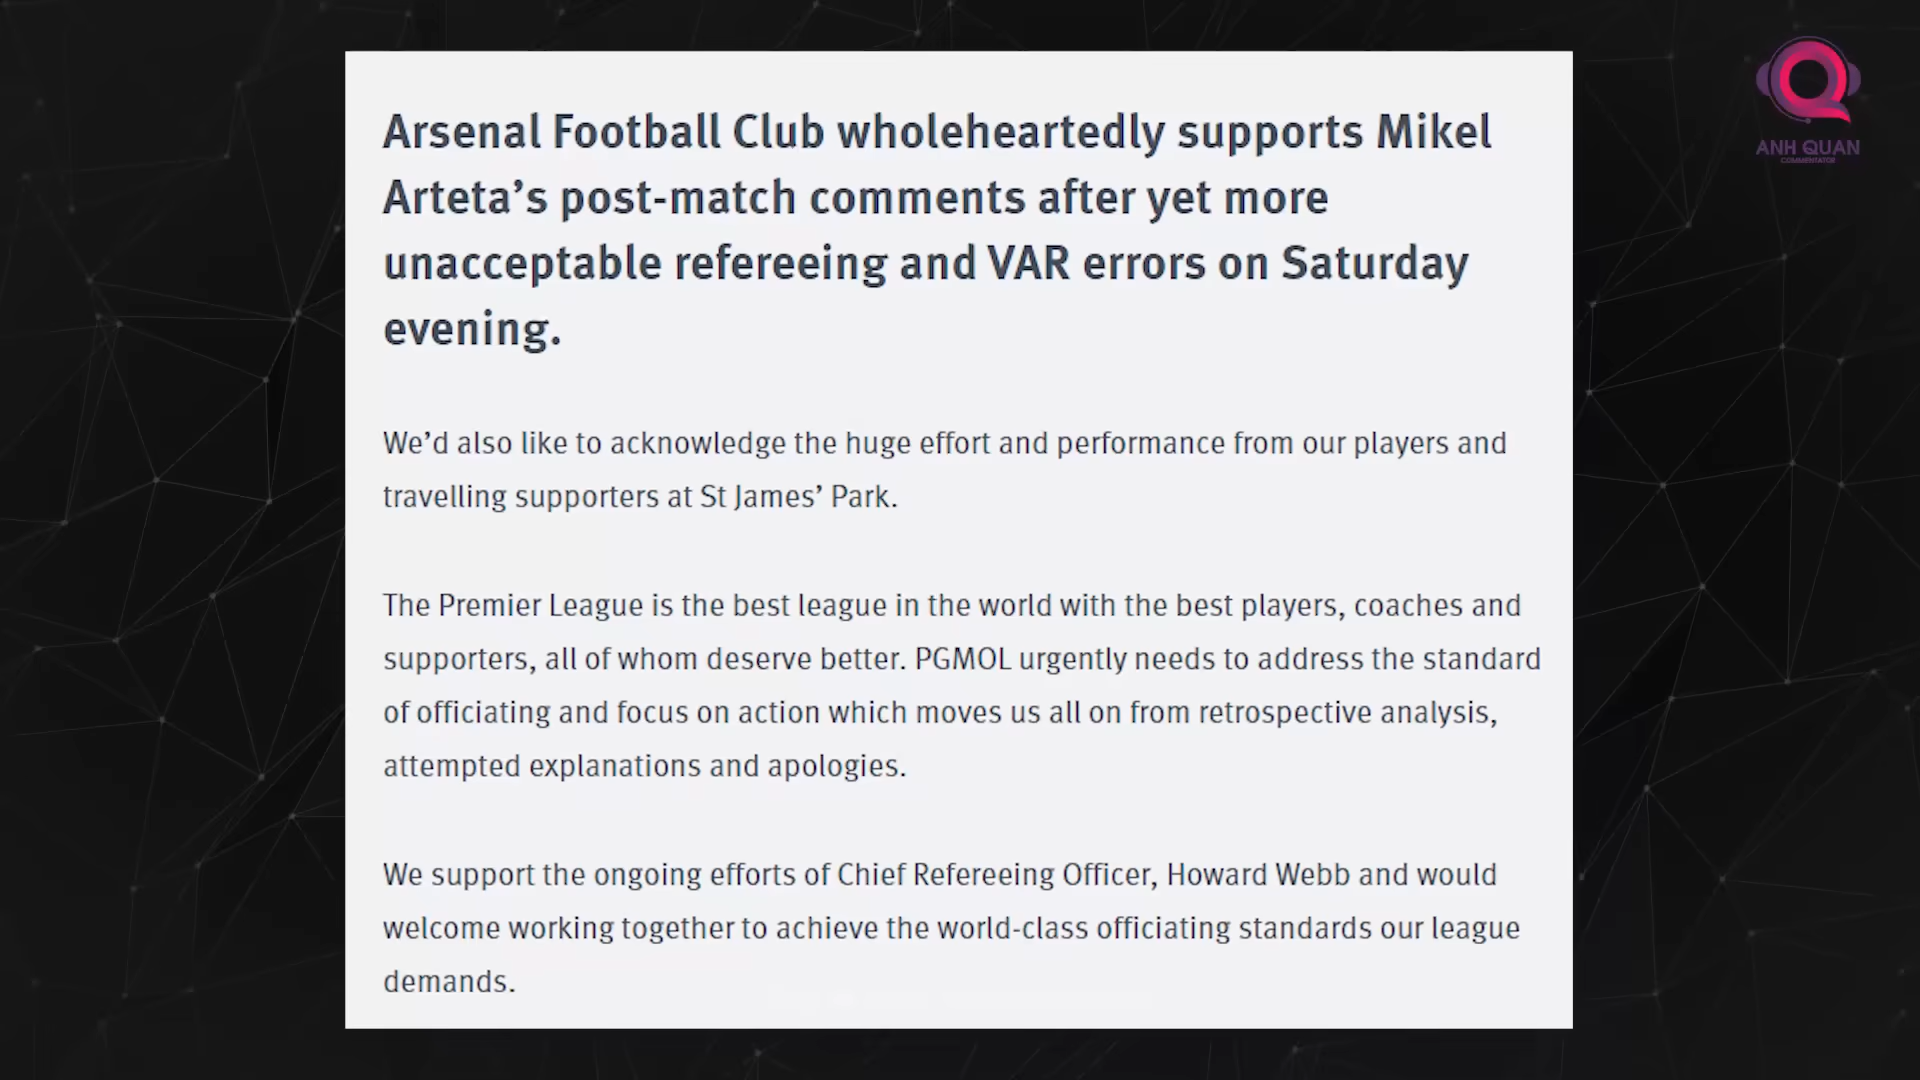 Arsenal Football Club wholeheartedly supports Mikel
Arteta’s post-match comments after yet more
unacceptable refereeing and VAR errors on Saturday
evening.
We’d also like to acknowledge the huge effort and performance from our players and
travelling supporters at St James’ Park.
The Premier League is the best league in the world with the best players, coaches and
supporters, all of whom deserve better. PGMOL urgently needs to address the standard
of officiating and focus on action which moves us all on from retrospective analysis,
attempted explanations and apologies.
We support the ongoing efforts of Chief Refereeing Officer, Howard Webb and would
welcome working together to achieve the world-class officiating standards our league
demands.
ANH QUAN
COMMENTATOR